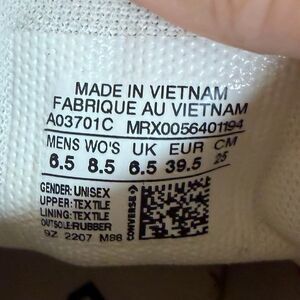 MADE IN VIETNAM
FABRIQUE AU VIETNAM
A03701C MRX0056401194
MENS WO'S UK EUR CM
6.5 8.5 6.5 39.5 25
GENDER: UNISEX
UPPER: TEXTILE
LINING: TEXTILE
OUTSOLE: RUBBER
9Z 2207 M86
CONVERSE